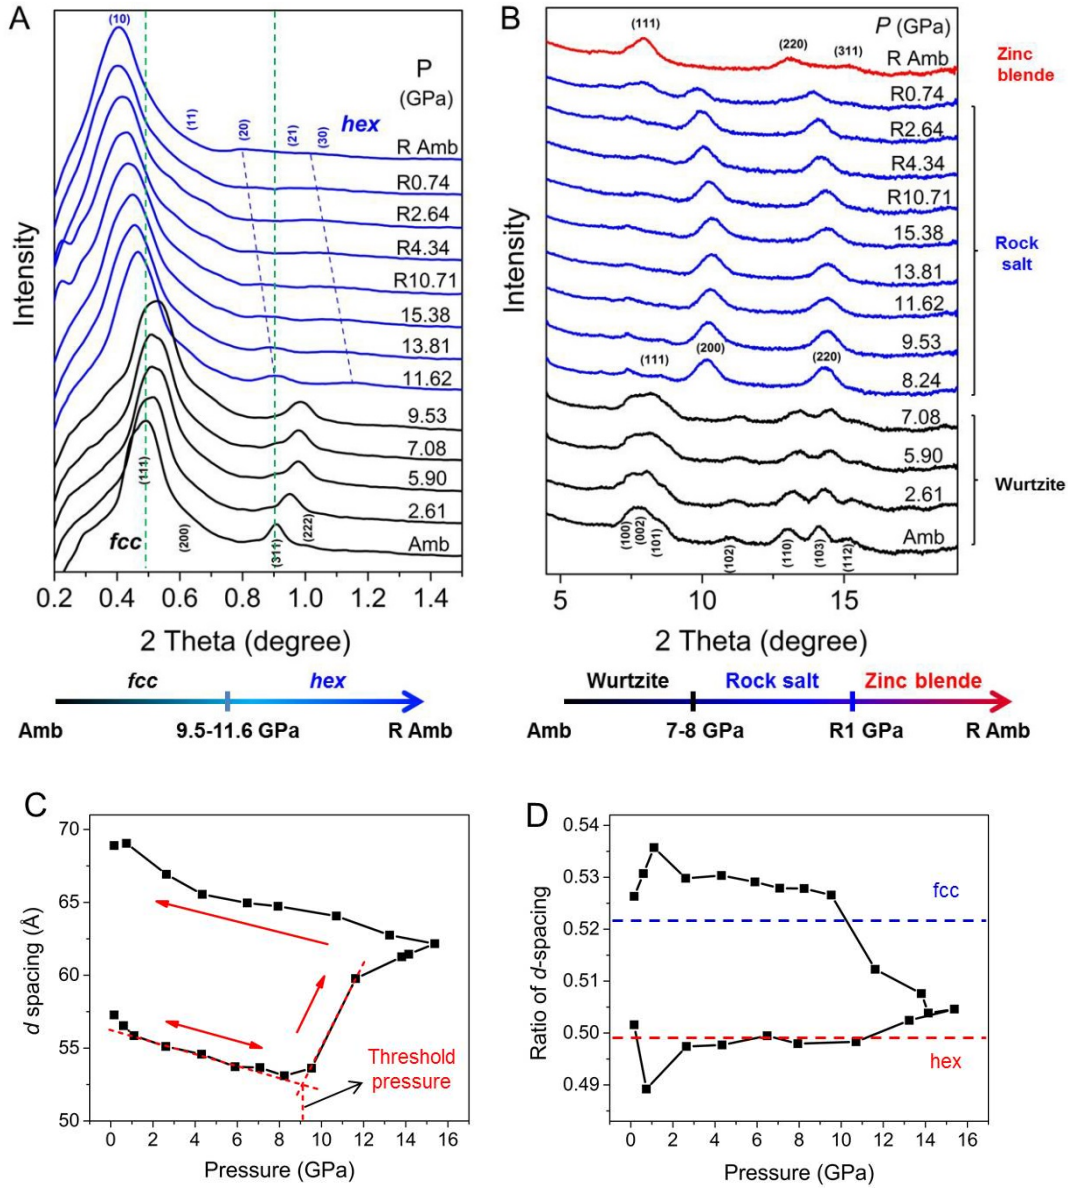 A
(10)
P
(GPa)
(11)
(20)
(21)
(30)
hex
R Amb
R0.74
R2.64
R4.34
R10.71
15.38
13.81
11.62
9.53
7.08
5.90
2.61
Amb
(111)
(200)
(311)
(222)
fcc
Intensity
0.2 0.4 0.6 0.8 1.0 1.2 1.4
2 Theta (degree)
fcc hex
Amb 9.5-11.6 GPa R Amb
B
P (GPa)
(111)
(220)
(311)
R Amb
Zinc
blende
R0.74
R2.64
R4.34
R10.71
15.38
13.81
11.62
9.53
8.24
Rock
salt
(111)
(200)
(220)
7.08
5.90
2.61
Amb
Wurtzite
(100)
(002)
(101)
(102)
(110)
(103)
(112)
Intensity
5 10 15
2 Theta (degree)
Wurtzite Rock salt Zinc blende
Amb 7-8 GPa R1 GPa R Amb
C
70
65
60
55
50
d spacing (Å)
Threshold
pressure
0 2 4 6 8 10 12 14 16
Pressure (GPa)
D
0.54
0.53
0.52
0.51
0.50
0.49
Ratio of d-spacing
fcc
hex
0 2 4 6 8 10 12 14 16
Pressure (GPa)